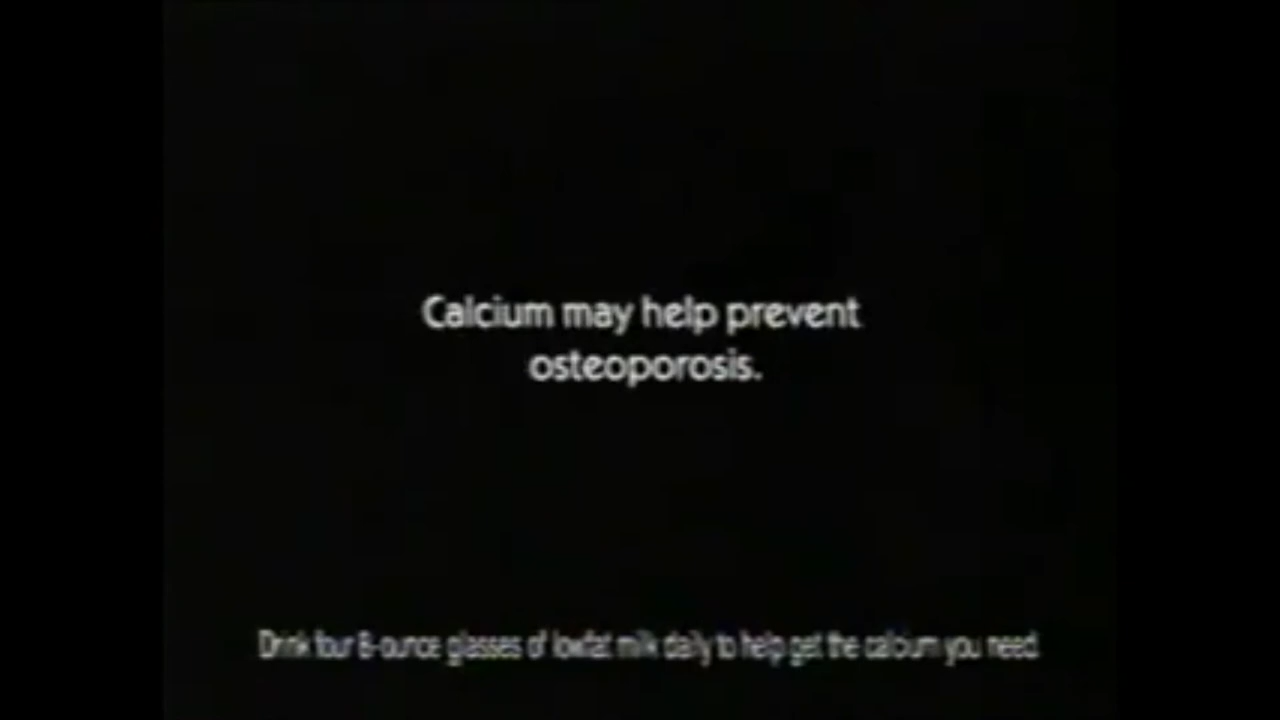 Calcium may help prevent
osteoporosis.
Drink four 8-ounce glasses of lowfat milk daily to help get the calcium you need.